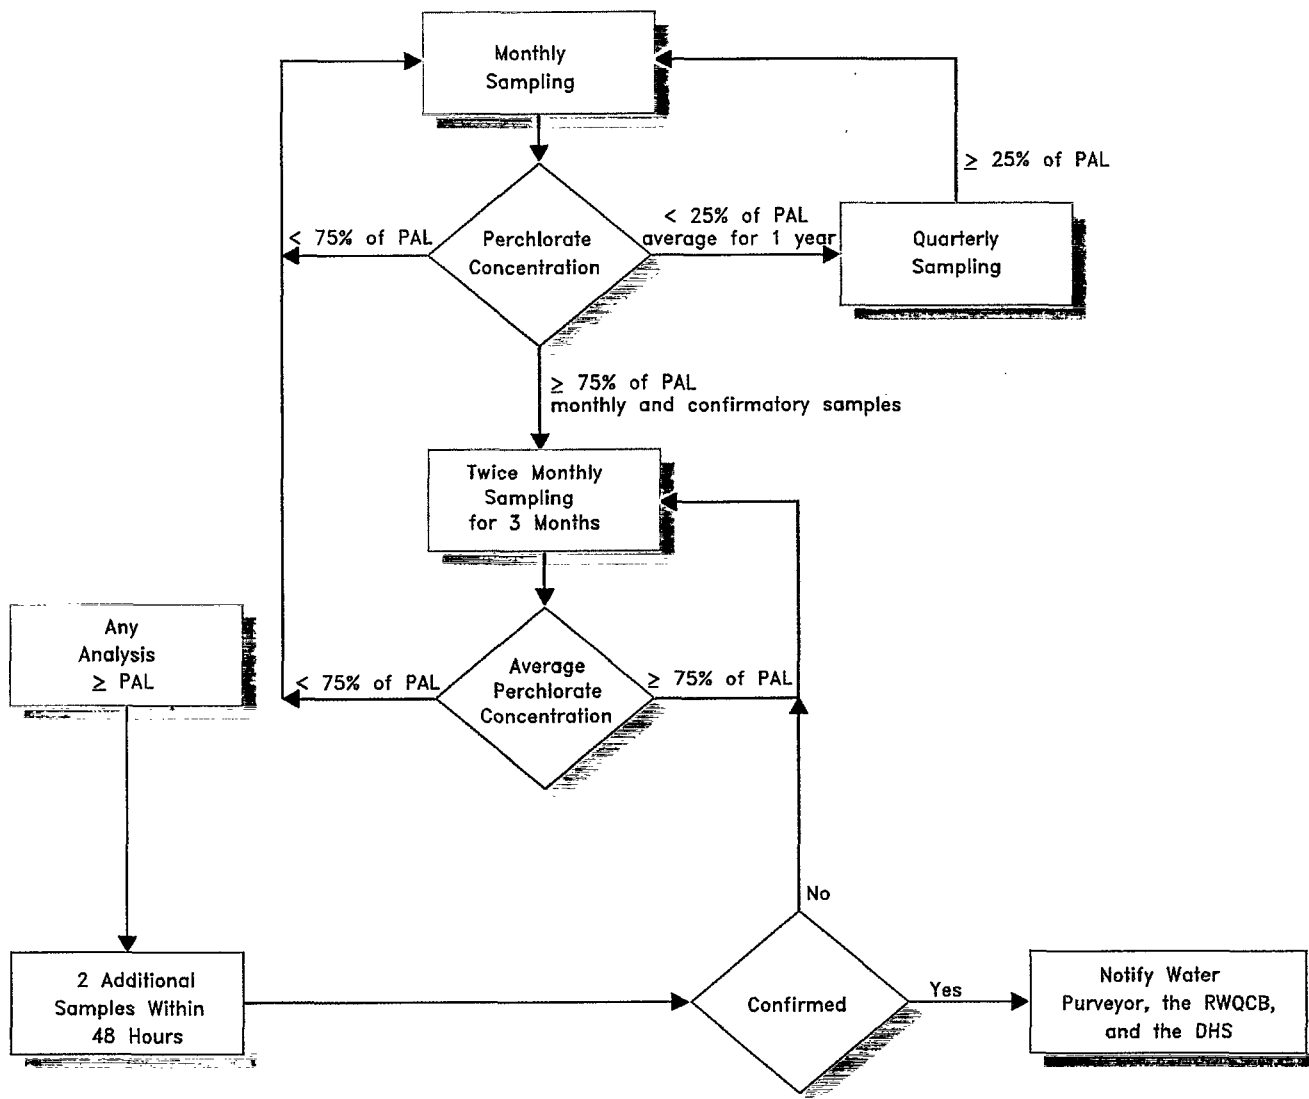 Monthly
Sampling
≥ 25% of PAL
< 75% of PAL
Perchlorate
Concentration
< 25% of PAL
average for 1 year
Quarterly
Sampling
≥ 75% of PAL
monthly and confirmatory samples
Twice Monthly
Sampling
for 3 Months
Any
Analysis
≥ PAL
< 75% of PAL
Average
Perchlorate
Concentration
≥ 75% of PAL
No
2 Additional
Samples Within
48 Hours
Confirmed
Yes
Notify Water
Purveyor, the RWQCB,
and the DHS